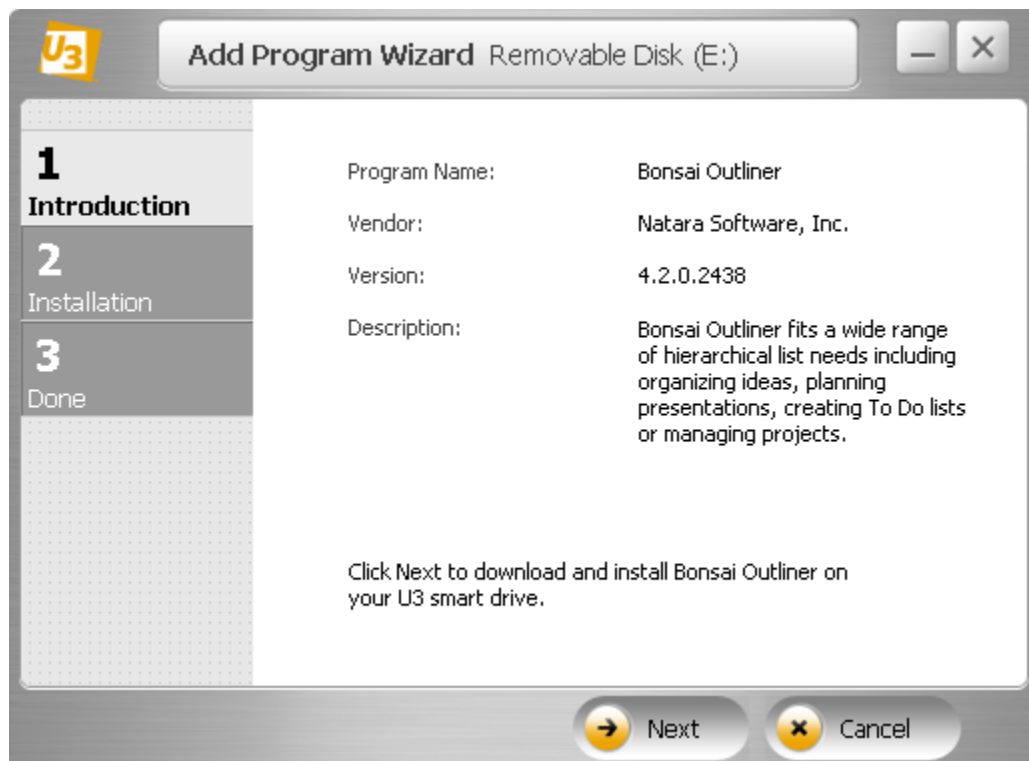 U3
Add Program Wizard Removable Disk (E:)
1
Introduction
2
Installation
3
Done
Program Name: Bonsai Outliner
Vendor: Natara Software, Inc.
Version: 4.2.0.2438
Description: Bonsai Outliner fits a wide range
of hierarchical list needs including
organizing ideas, planning
presentations, creating To Do lists
or managing projects.
Click Next to download and install Bonsai Outliner on
your U3 smart drive.
Next
Cancel